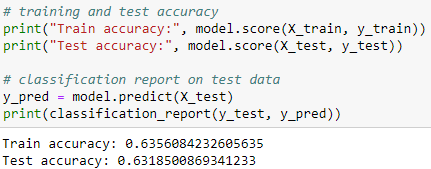 # training and test accuracy
print("Train accuracy:", model.score(X_train, y_train))
print("Test accuracy:", model.score(X_test, y_test))
# classification report on test data
y_pred = model.predict(X_test)
print(classification_report(y_test, y_pred))
Train accuracy: 0.6356084232605635
Test accuracy: 0.6318500869341233